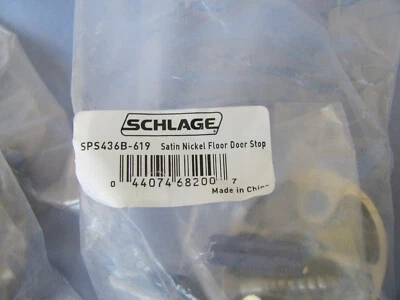 SCHLAGE
SPS436B-619 Satin Nickel Floor Door Stop
0 44074 68200 7
Made in China